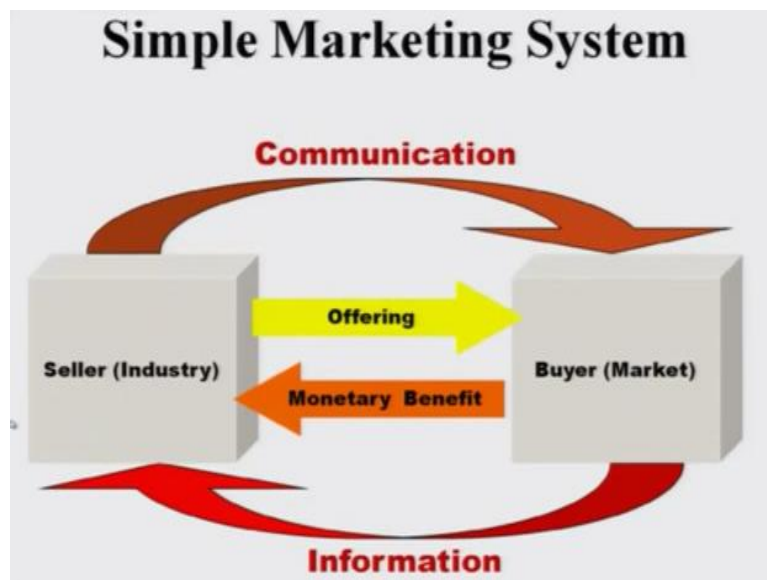 Simple Marketing System
Communication
Offering
Seller (Industry)
Buyer (Market)
Monetary Benefit
Information